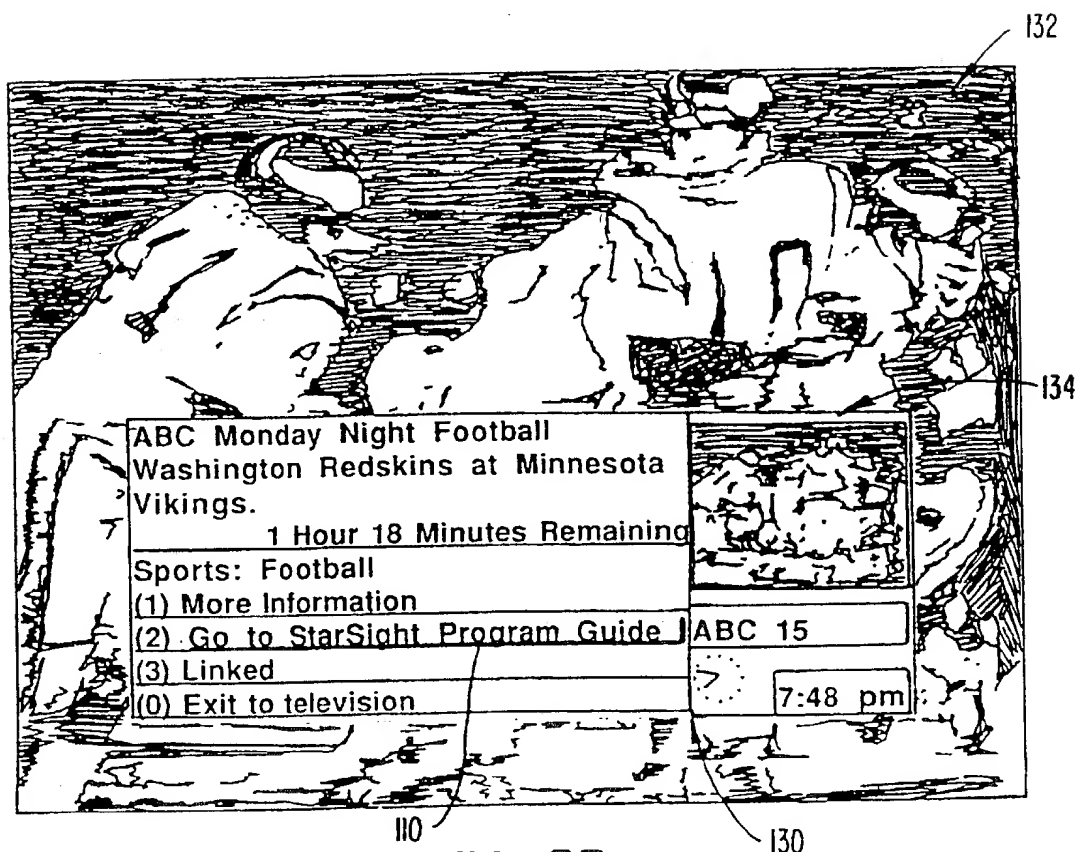 132
134
ABC Monday Night Football
Washington Redskins at Minnesota
Vikings.
1 Hour 18 Minutes Remaining
Sports: Football
(1) More Information
(2) Go to StarSight Program Guide
ABC 15
(3) Linked
(0) Exit to television
7:48 pm
110
130